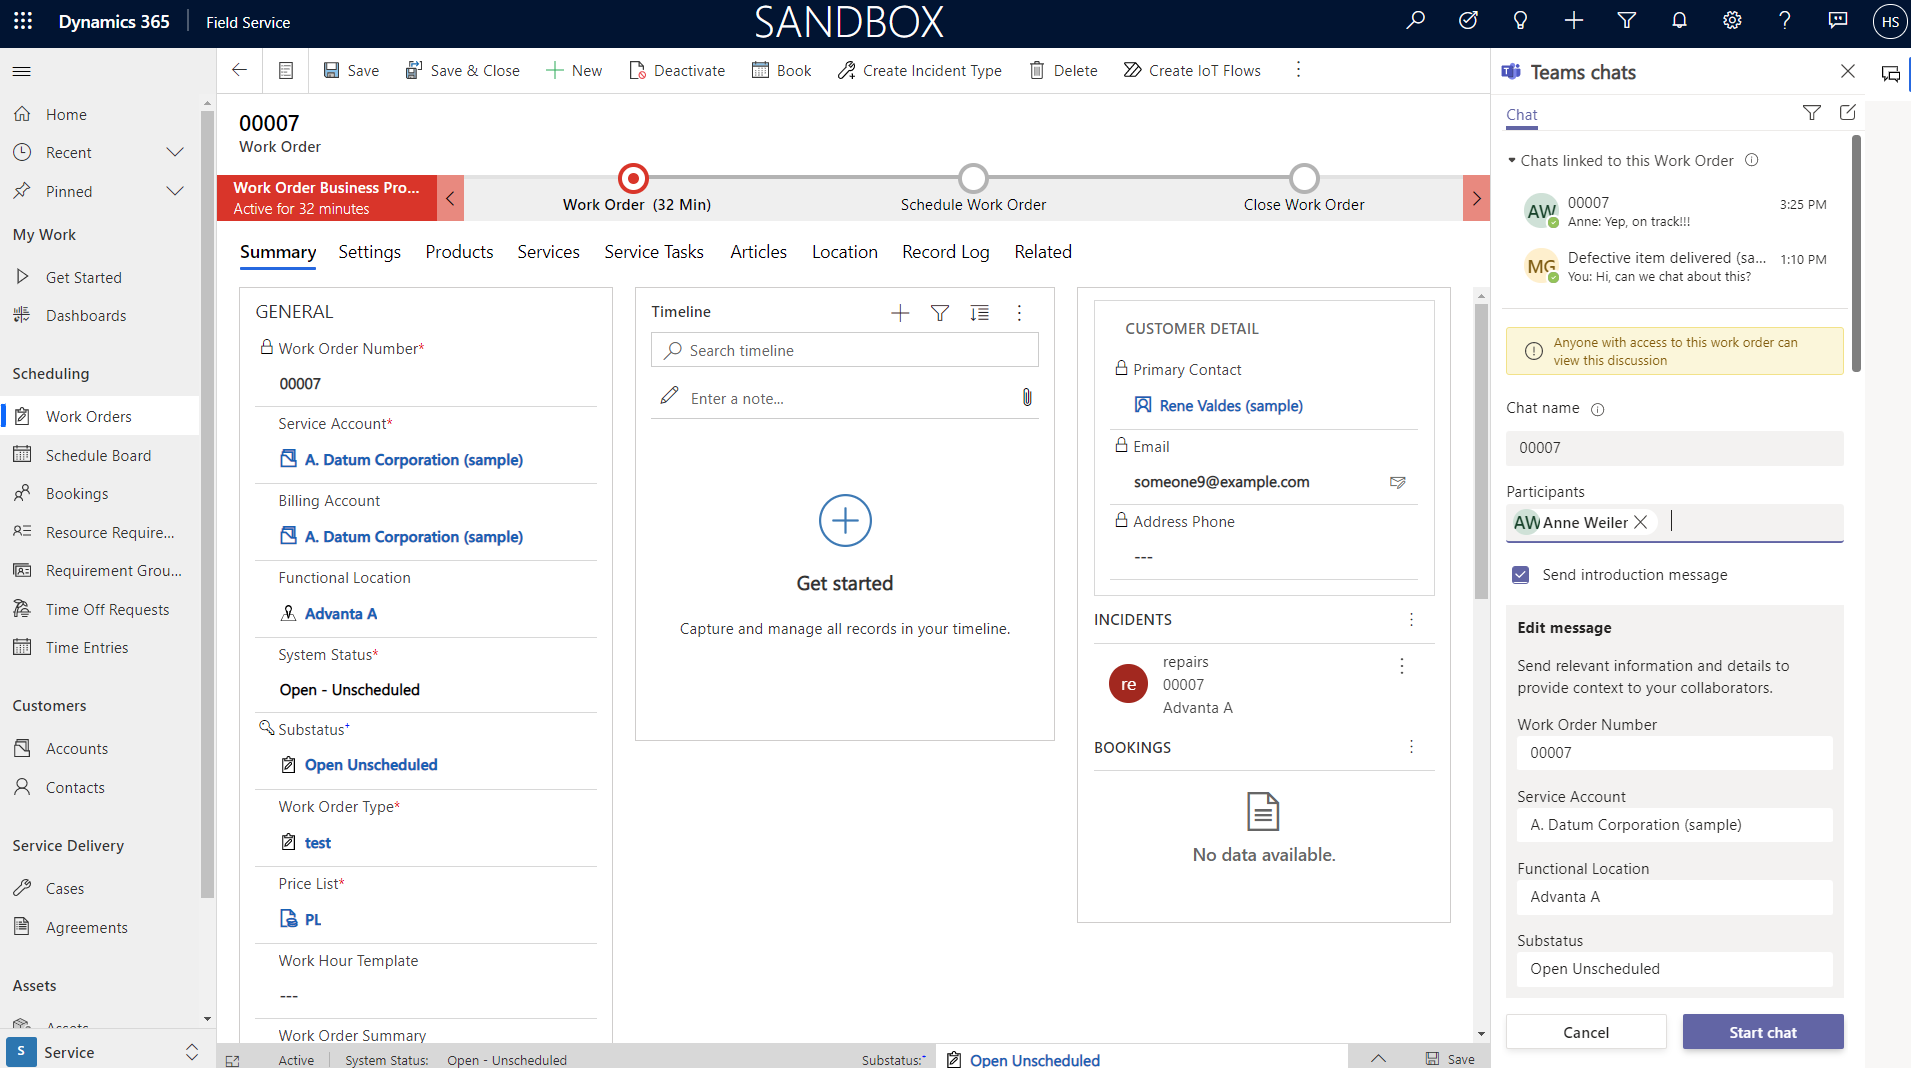 Dynamics 365
Field Service
SANDBOX
HS
Home
Recent
Pinned
My Work
Get Started
Dashboards
Scheduling
Work Orders
Schedule Board
Bookings
Resource Require...
Requirement Grou...
Time Off Requests
Time Entries
Customers
Accounts
Contacts
Service Delivery
Cases
Agreements
Assets
Assets
S
Service
Save
Save & Close
New
Deactivate
Book
Create Incident Type
Delete
Create IoT Flows
00007
Work Order
Work Order Business Pro...
Active for 32 minutes
Work Order (32 Min)
Schedule Work Order
Close Work Order
Summary
Settings
Products
Services
Service Tasks
Articles
Location
Record Log
Related
GENERAL
Work Order Number*
00007
Service Account*
A. Datum Corporation (sample)
Billing Account
A. Datum Corporation (sample)
Functional Location
Advanta A
System Status*
Open - Unscheduled
Substatus+
Open Unscheduled
Work Order Type*
test
Price List*
PL
Work Hour Template
---
Work Order Summary
Timeline
Search timeline
Enter a note...
Get started
Capture and manage all records in your timeline.
CUSTOMER DETAIL
Primary Contact
Rene Valdes (sample)
Email
someone9@example.com
Address Phone
---
INCIDENTS
re
repairs
00007
Advanta A
BOOKINGS
No data available.
Active
System Status:
Open - Unscheduled
Substatus:+
Open Unscheduled
Save
Teams chats
Chat
Chats linked to this Work Order
AW
00007
3:25 PM
Anne: Yep, on track!!!
MG
Defective item delivered (sa...
1:10 PM
You: Hi, can we chat about this?
Anyone with access to this work order can
view this discussion
Chat name
00007
Participants
AW Anne Weiler
Send introduction message
Edit message
Send relevant information and details to
provide context to your collaborators.
Work Order Number
00007
Service Account
A. Datum Corporation (sample)
Functional Location
Advanta A
Substatus
Open Unscheduled
Cancel
Start chat